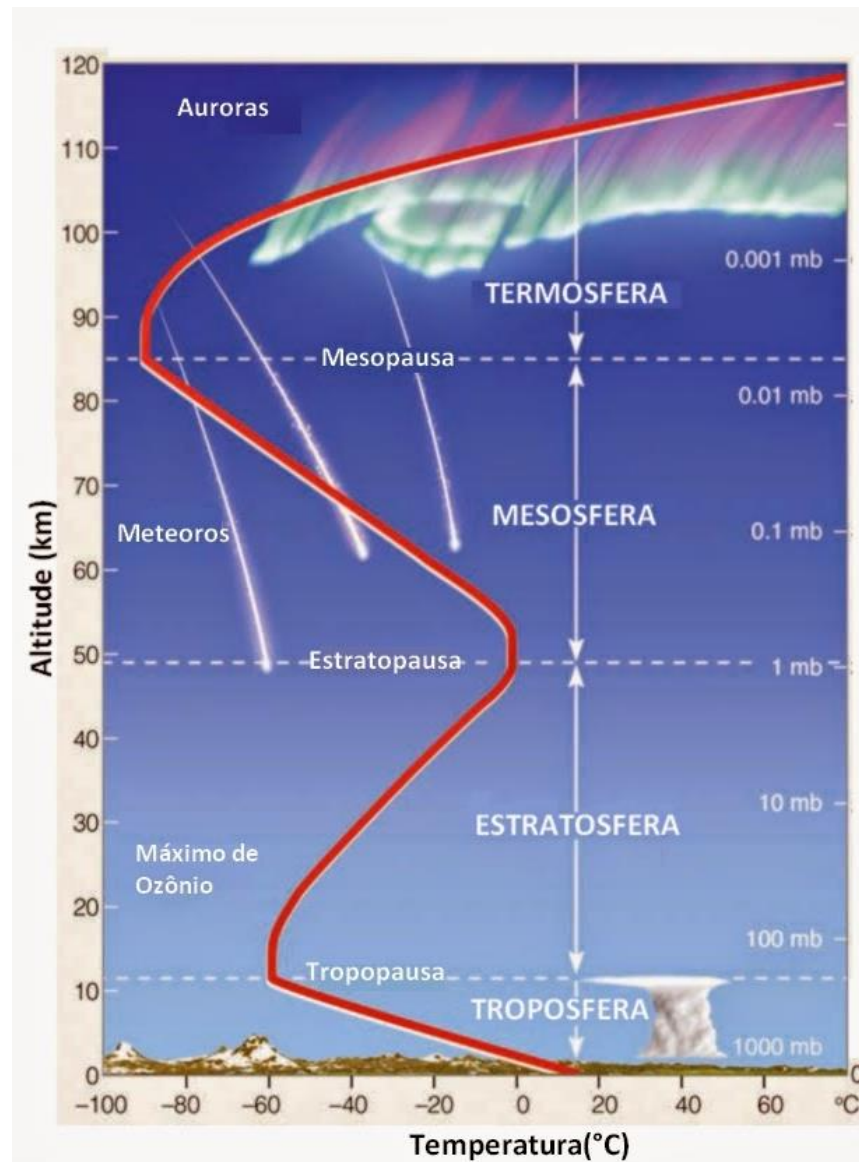 120
Auroras
110
100
0.001 mb
TERMOSFERA
90
Mesopausa
80
0.01 mb
70
Meteoros
MESOSFERA
0.1 mb
60
Altitude (km)
50
Estratopausa
1 mb
40
30
10 mb
ESTRATOSFERA
Máximo de
Ozônio
20
100 mb
Tropopausa
10
TROPOSFERA
1000 mb
0
0
-100 -80 -60 -40 -20 0 20 40 60 ºC
Temperatura(°C)